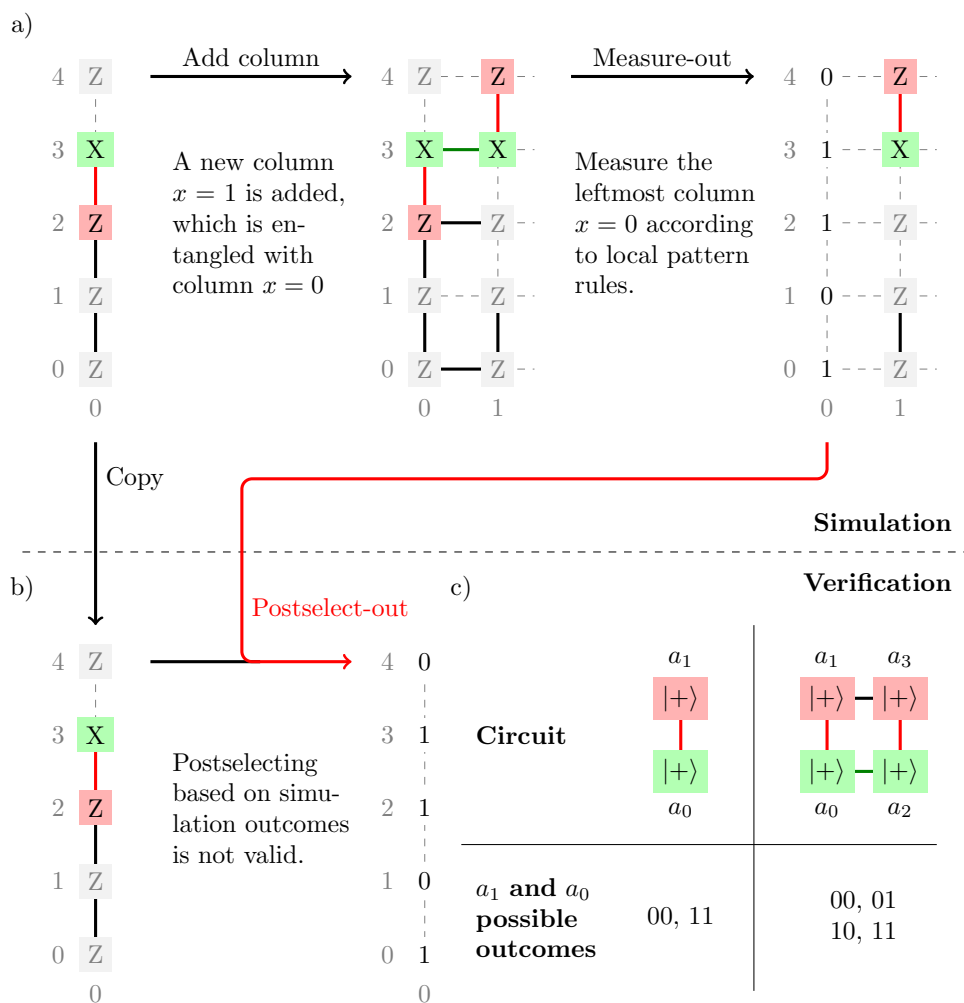 a)
Add column
Measure-out
4 Z
4 Z Z
4 0 Z
3 X
3 X X
3 1 X
A new column
x = 1 is added,
which is en-
tangled with
column x = 0
Measure the
leftmost column
x = 0 according
to local pattern
rules.
2 Z
2 Z Z
2 1 Z
1 Z
1 Z Z
1 0 Z
0 Z
0 Z Z
0 1 Z
0
0 1
0 1
Copy
Simulation
Verification
b)
Postselect-out
4 Z
4 0
3 X
3 1
Postselecting
based on simu-
lation outcomes
is not valid.
2 Z
2 1
1 Z
1 0
0 Z
0 1
0
0
c)
a₁
a₁ a₃
|+⟩
|+⟩ |+⟩
Circuit
|+⟩
|+⟩ |+⟩
a₀
a₀ a₂
a₁ and a₀
possible
outcomes
00, 11
00, 01
10, 11